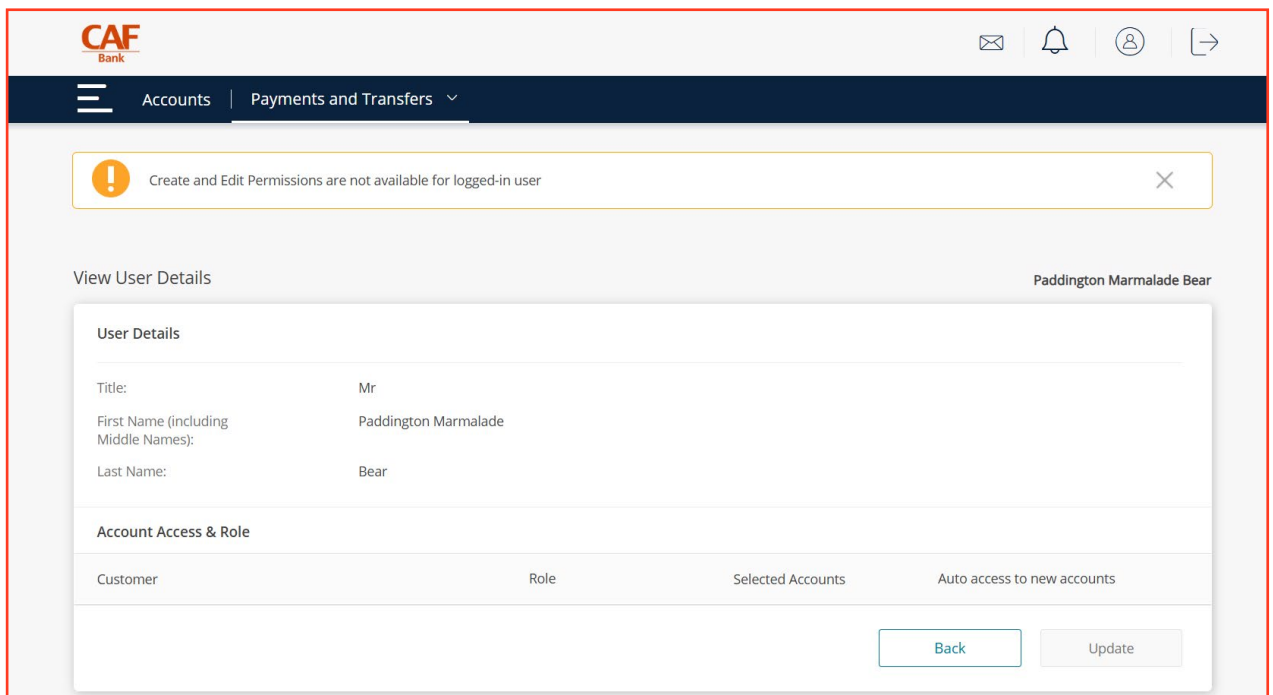 CAF
Bank
Accounts | Payments and Transfers
Create and Edit Permissions are not available for logged-in user
View User Details Paddington Marmalade Bear
User Details
Title: Mr
First Name (including Paddington Marmalade
Middle Names):
Last Name: Bear
Account Access & Role
Customer Role Selected Accounts Auto access to new accounts
Back Update